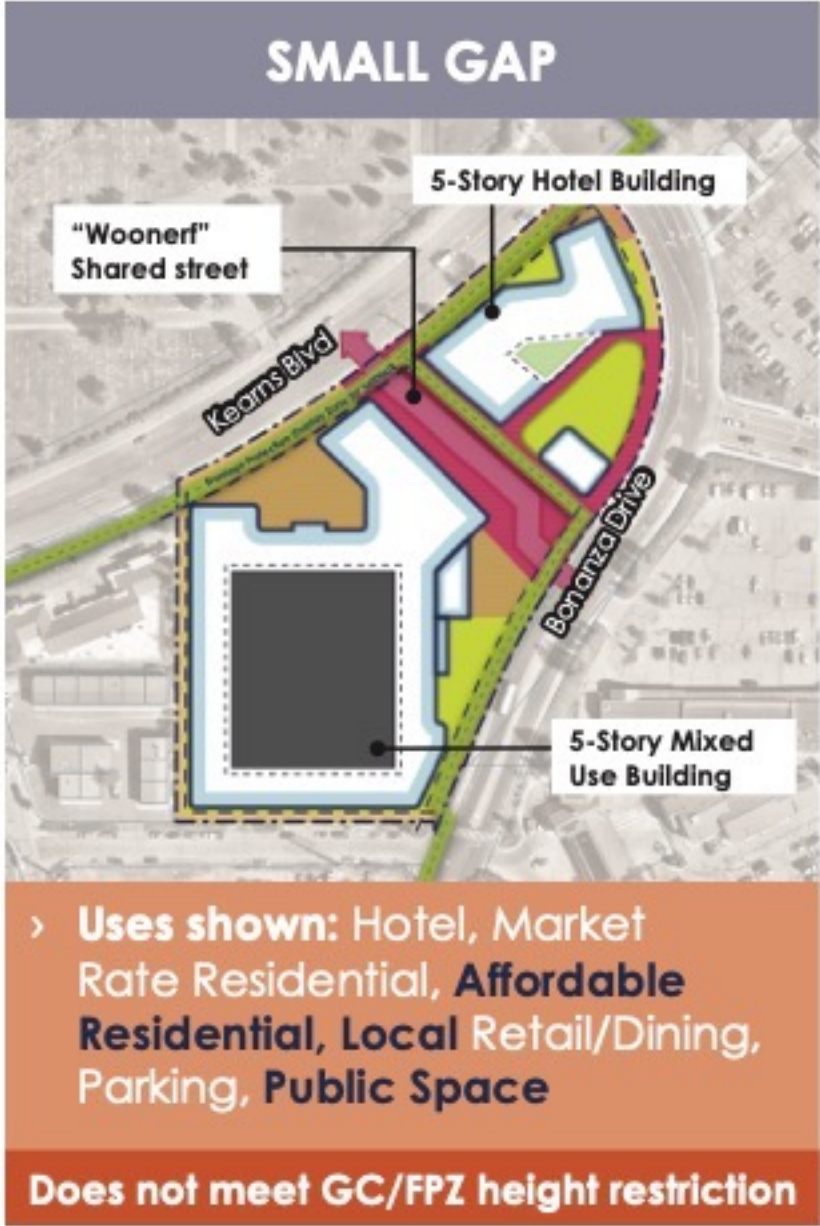 SMALL GAP
5-Story Hotel Building
“Woonerf”
Shared street
Kearns Blvd
Bonanza Drive
5-Story Mixed
Use Building
› Uses shown: Hotel, Market
Rate Residential, Affordable
Residential, Local Retail/Dining,
Parking, Public Space
Does not meet GC/FPZ height restriction